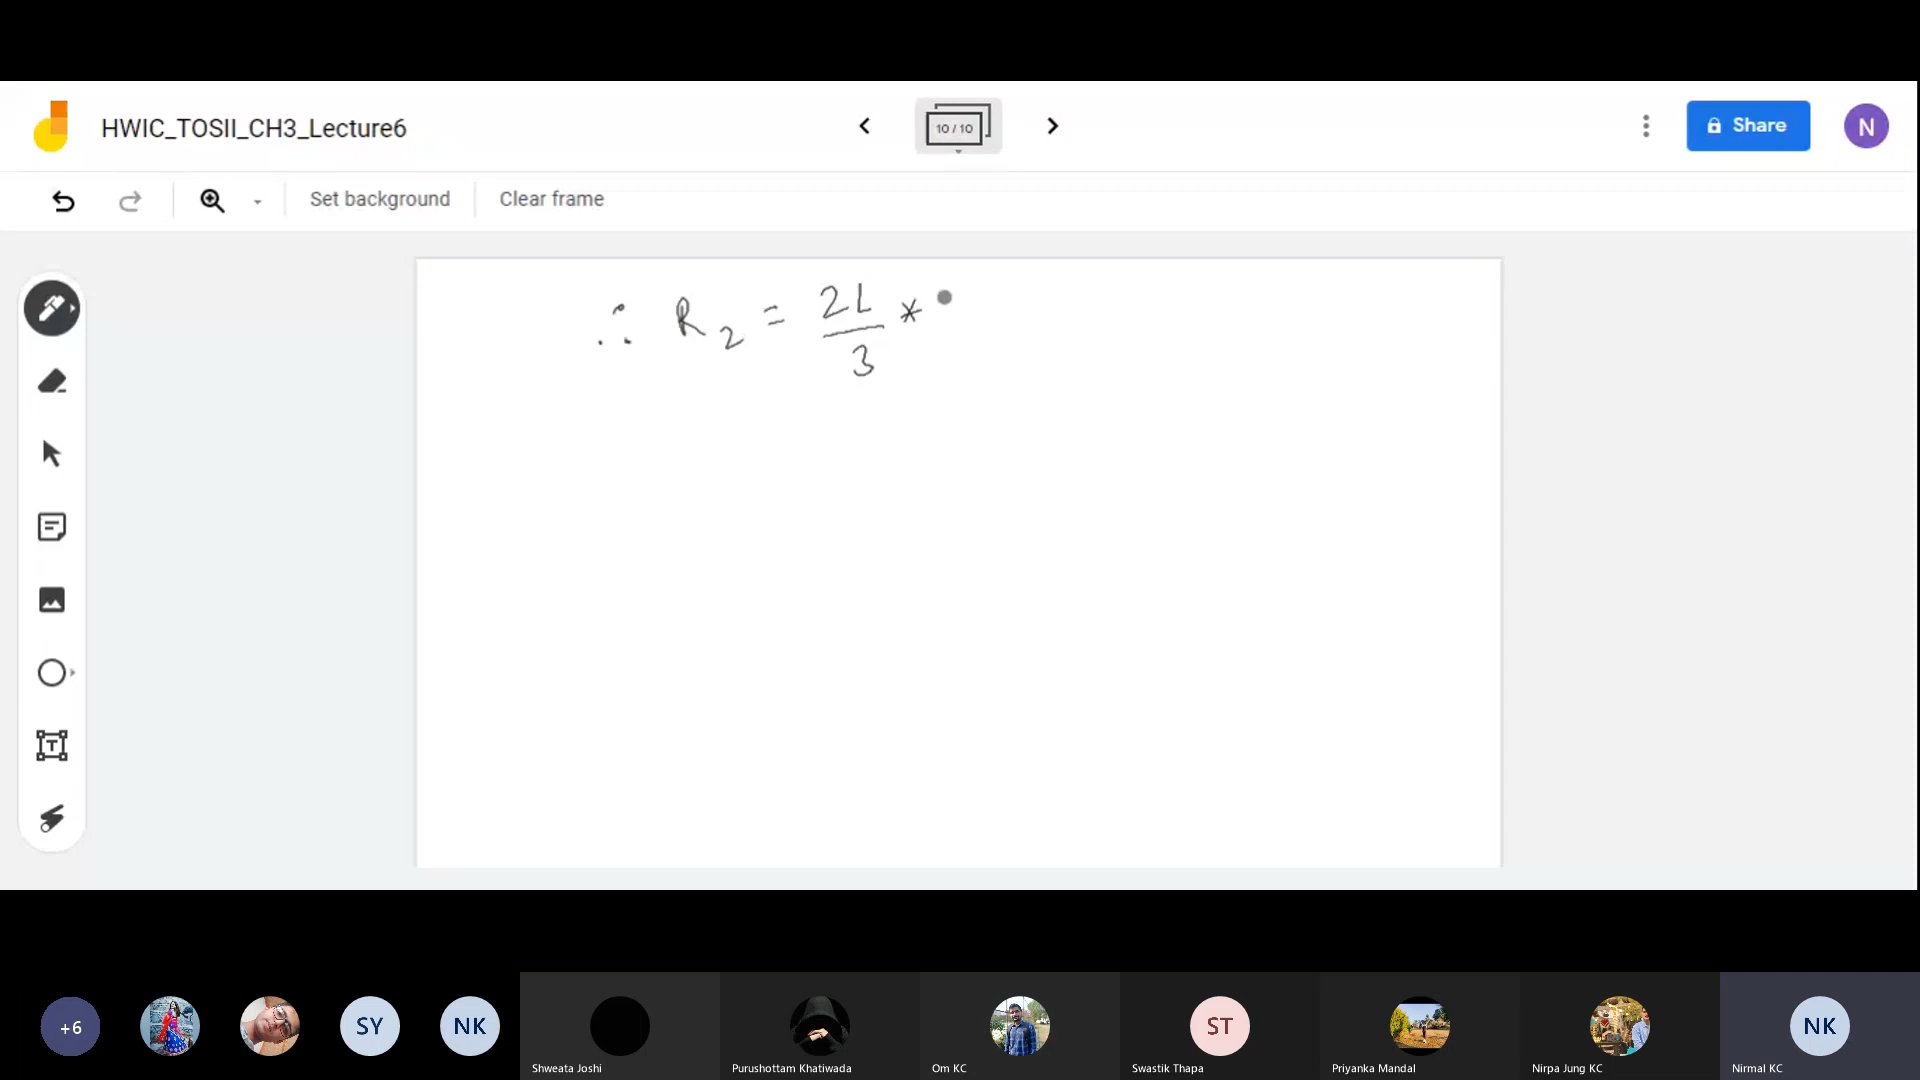 HWIC_TOSII_CH3_Lecture6
10 / 10
Share
N
Set background
Clear frame
∴ R₂ = 2L/3 *
T
+6
SY
NK
ST
NK
Shweata Joshi
Purushottam Khatiwada
Om KC
Swastik Thapa
Priyanka Mandal
Nirpa Jung KC
Nirmal KC